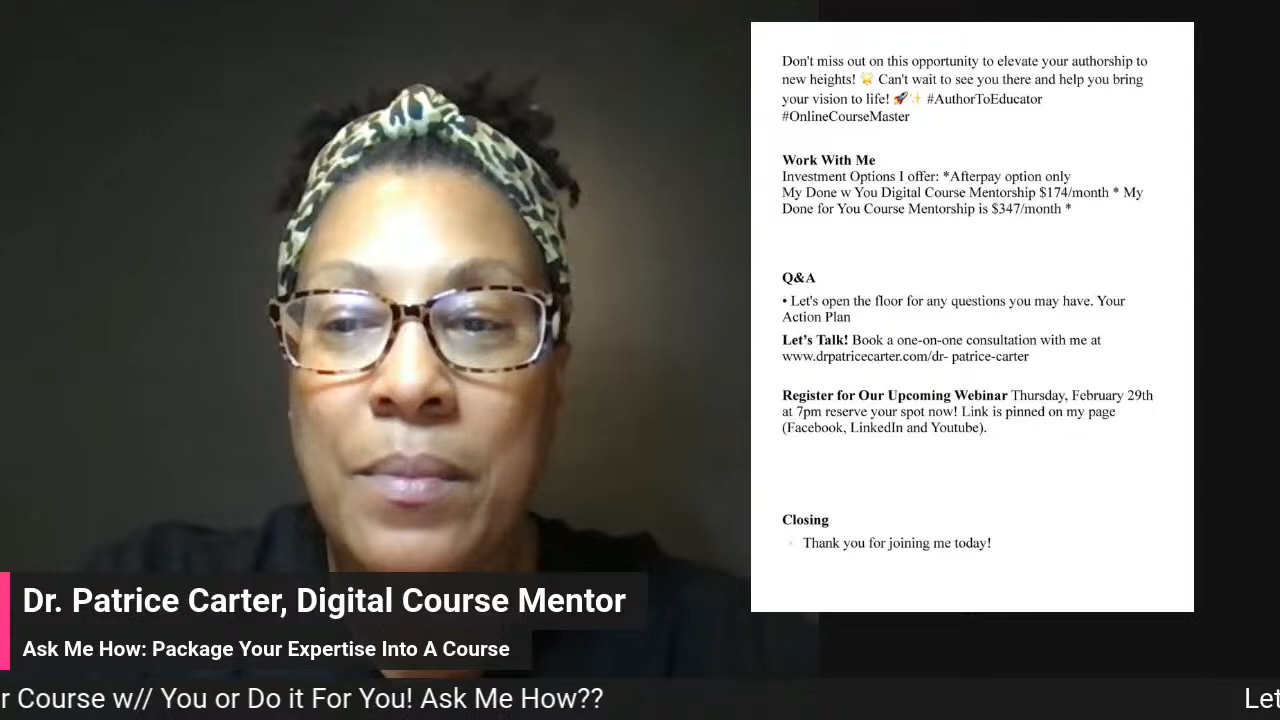 Don't miss out on this opportunity to elevate your authorship to
new heights! 🌟 Can't wait to see you there and help you bring
your vision to life! 🚀✨ #AuthorToEducator
#OnlineCourseMaster
Work With Me
Investment Options I offer: *Afterpay option only
My Done w You Digital Course Mentorship $174/month * My
Done for You Course Mentorship is $347/month *
Q&A
• Let's open the floor for any questions you may have. Your
Action Plan
Let's Talk! Book a one-on-one consultation with me at
www.drpatricecarter.com/dr- patrice-carter
Register for Our Upcoming Webinar Thursday, February 29th
at 7pm reserve your spot now! Link is pinned on my page
(Facebook, LinkedIn and Youtube).
Closing
Thank you for joining me today!
Dr. Patrice Carter, Digital Course Mentor
Ask Me How: Package Your Expertise Into A Course
r Course w// You or Do it For You! Ask Me How?? Let